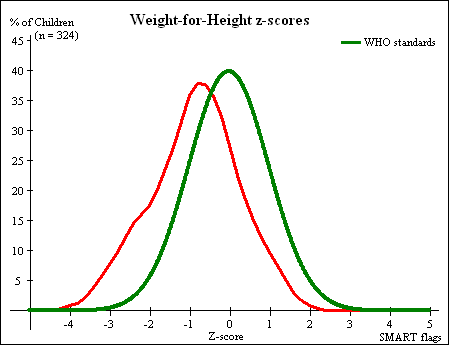 Weight-for-Height z-scores
% of Children
(n = 324)
WHO standards
45
40
35
30
25
20
15
10
5
-4 -3 -2 -1 0 1 2 3 4 5
Z-score
SMART flags